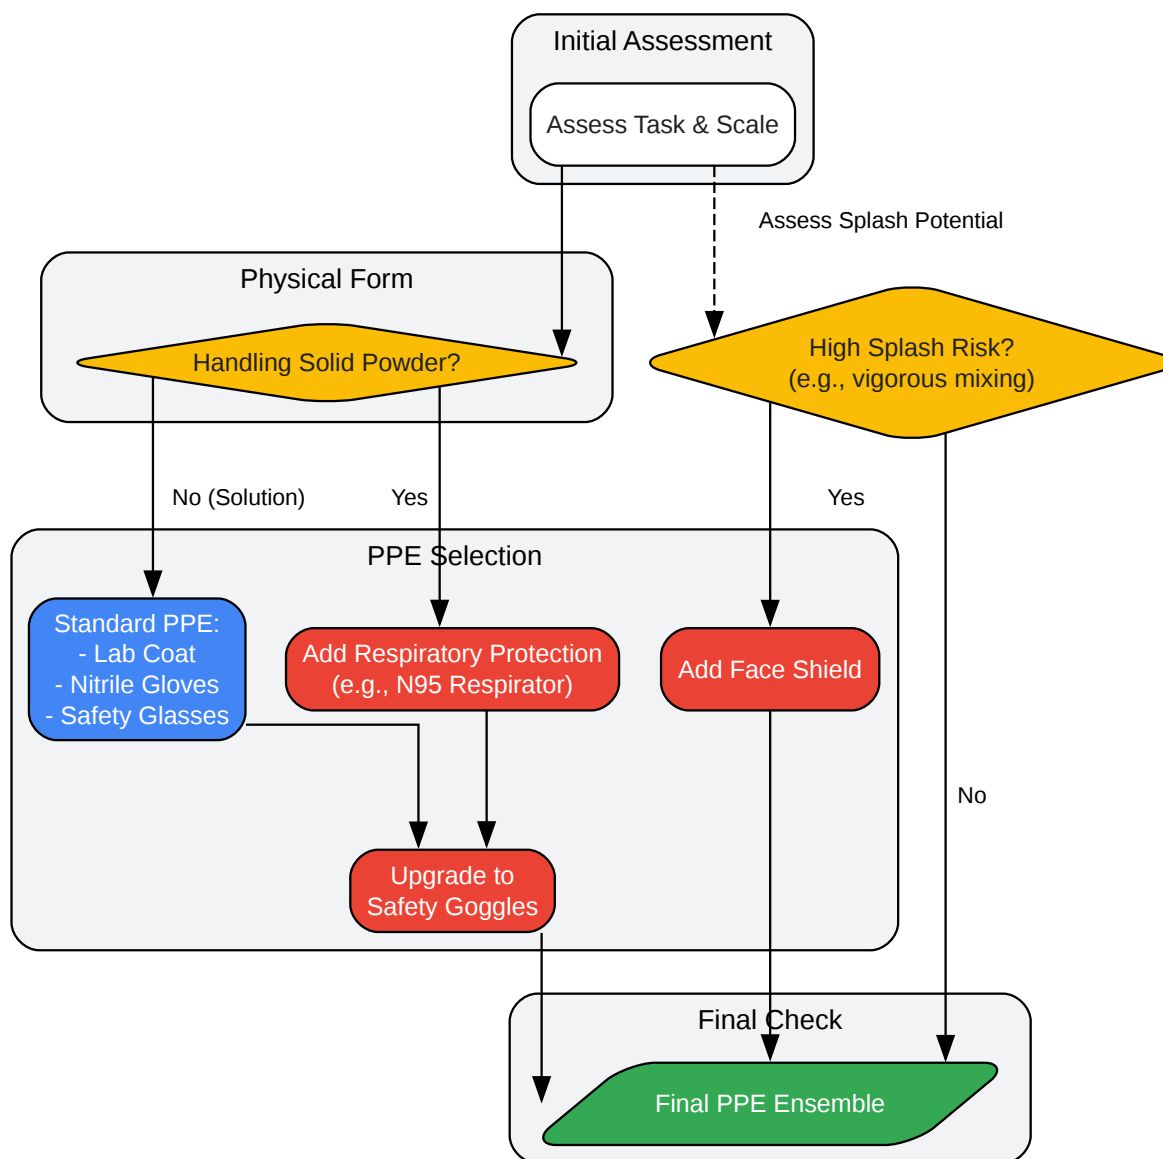 Initial Assessment
Assess Task & Scale
Assess Splash Potential
Physical Form
Handling Solid Powder?
High Splash Risk?
(e.g., vigorous mixing)
No (Solution)
Yes
Yes
PPE Selection
Standard PPE:
- Lab Coat
- Nitrile Gloves
- Safety Glasses
Add Respiratory Protection
(e.g., N95 Respirator)
Add Face Shield
No
Upgrade to
Safety Goggles
Final Check
Final PPE Ensemble